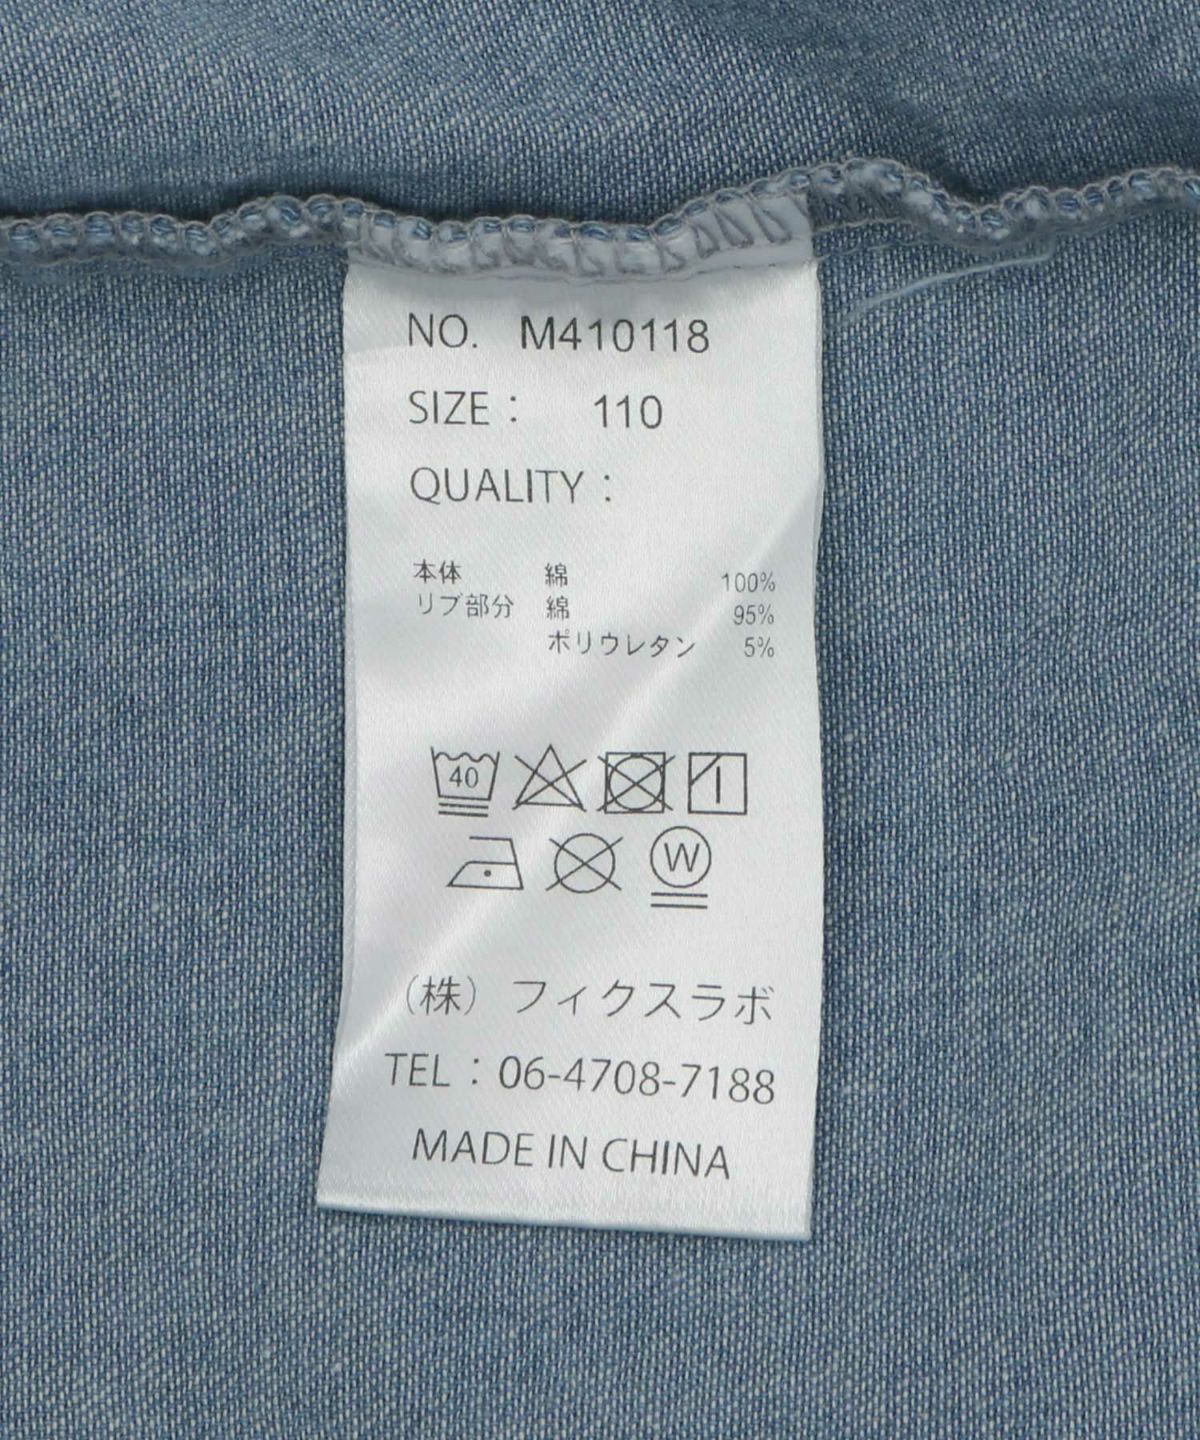 NO. M410118
SIZE： 110
QUALITY：
本体 綿 100%
リブ部分 綿 95%
ポリウレタン 5%
40
W
（株）フィクスラボ
TEL：06-4708-7188
MADE IN CHINA